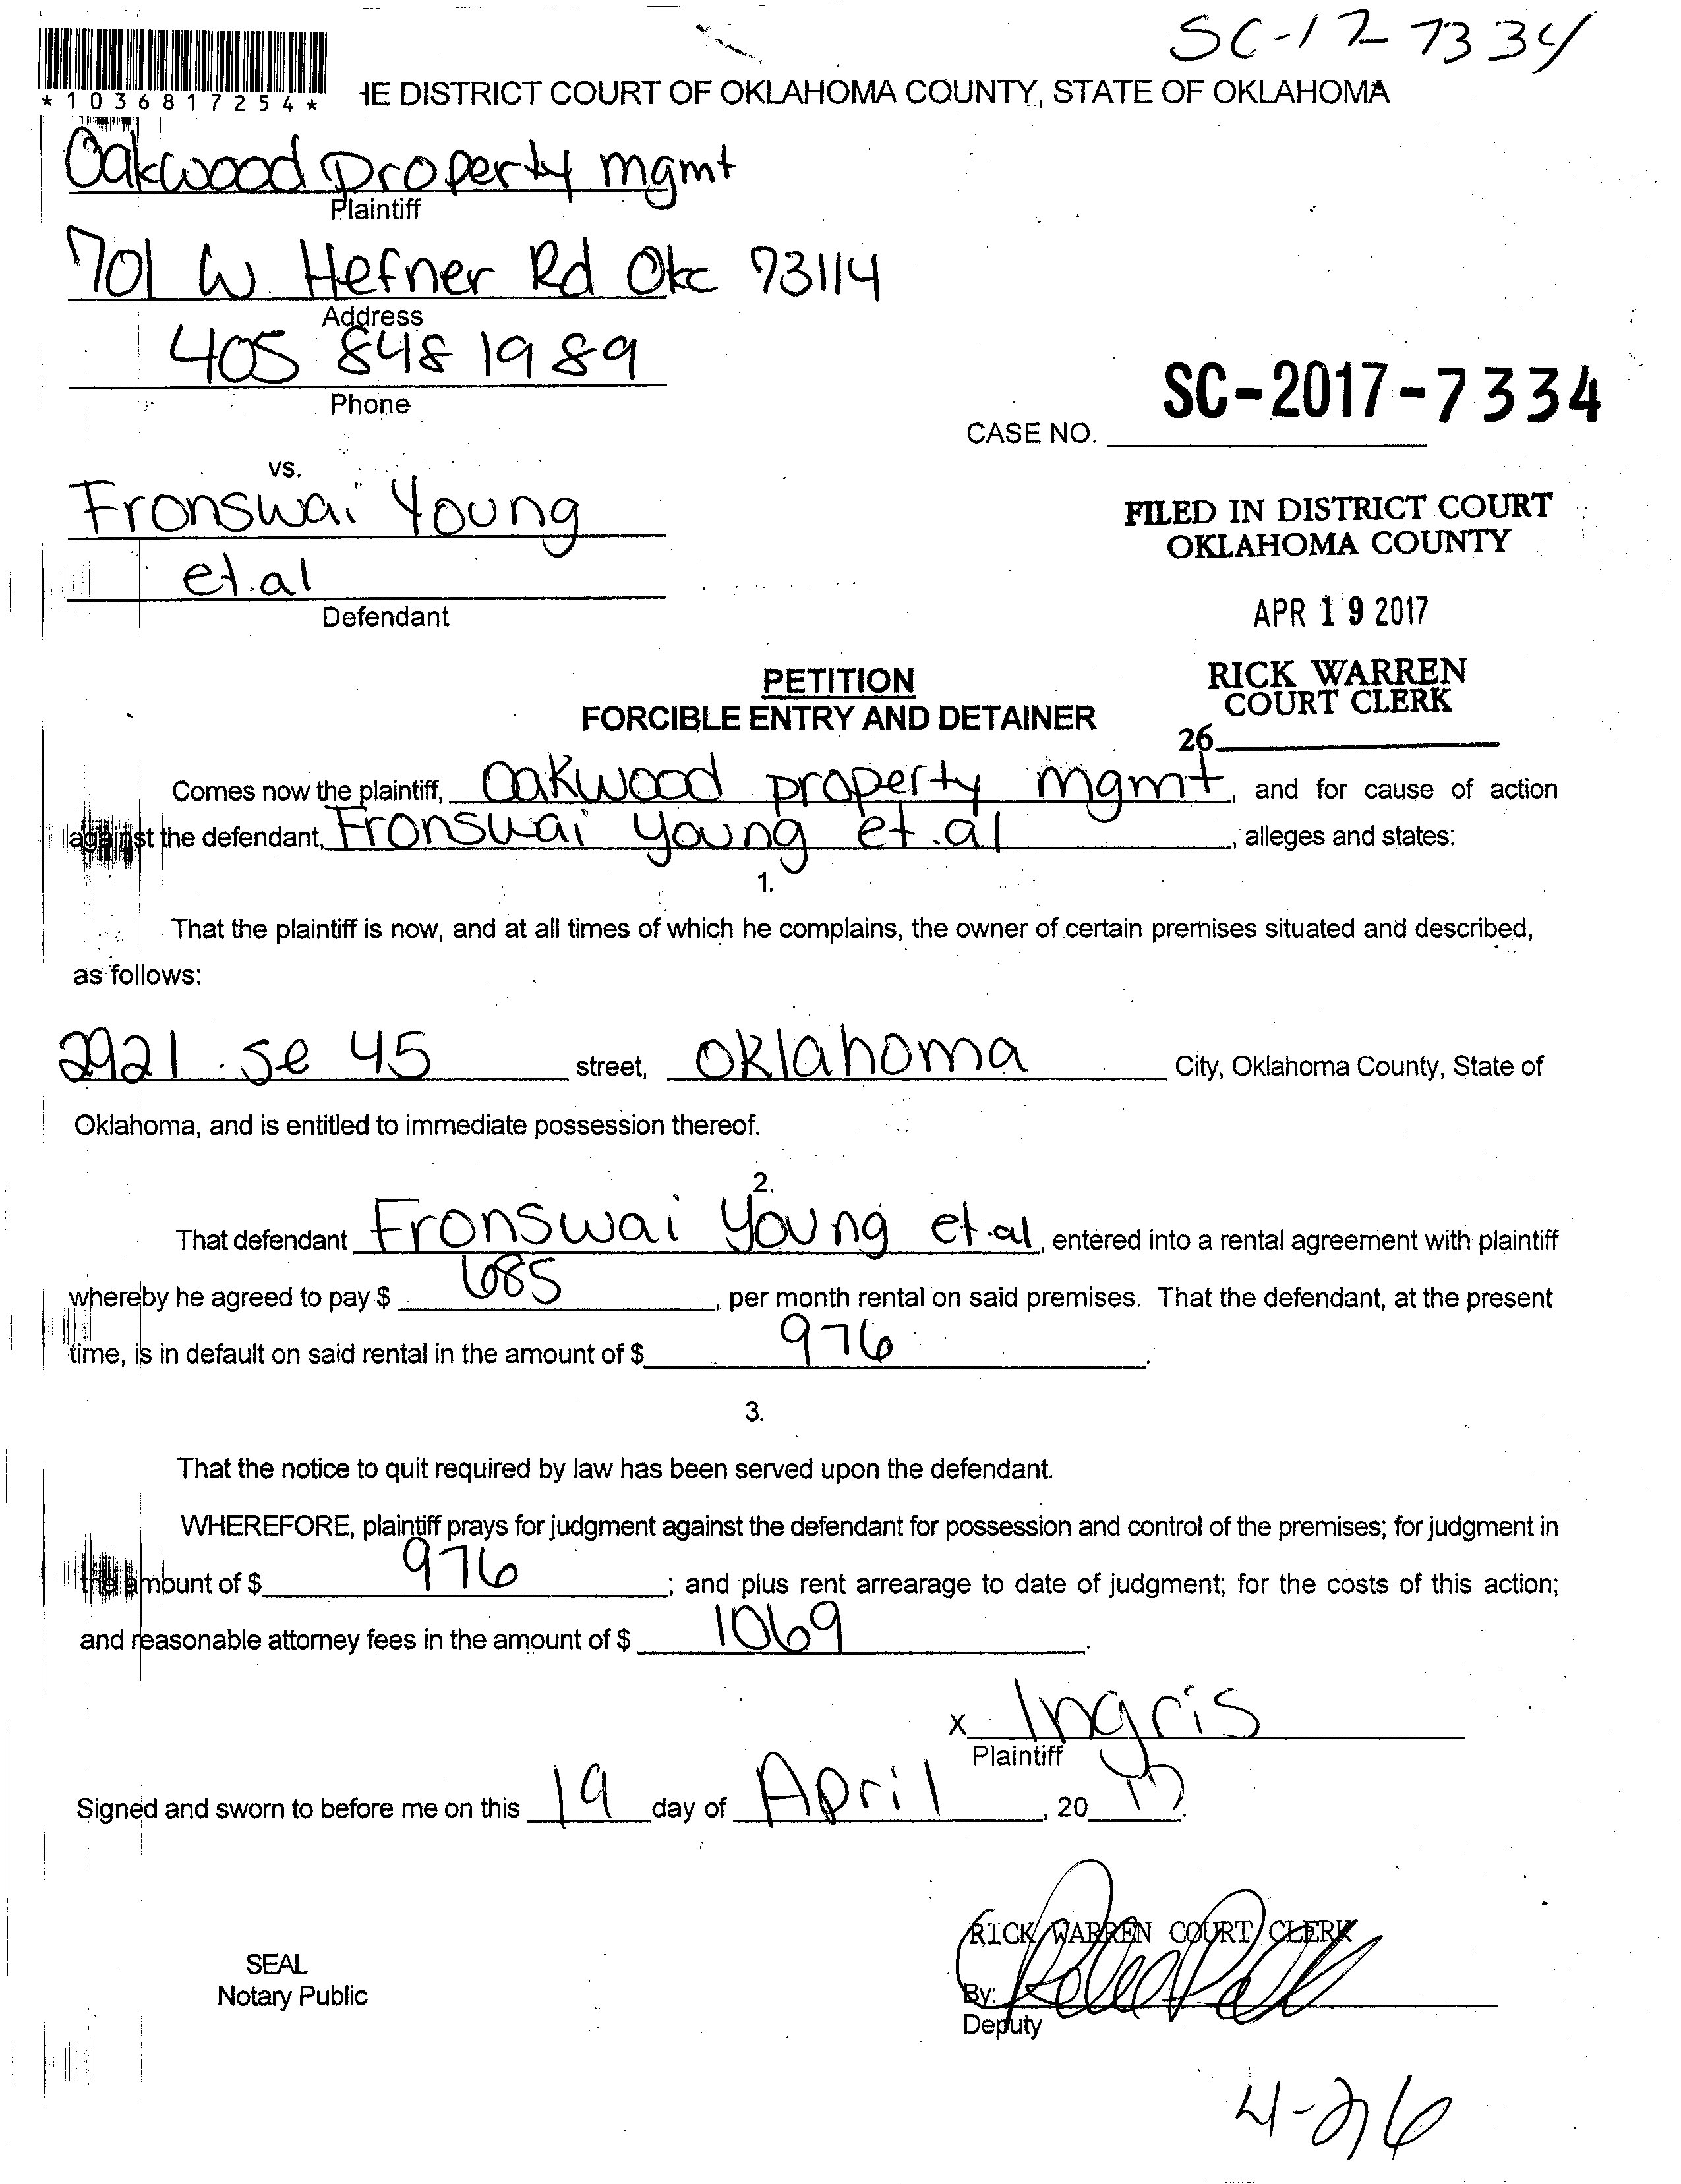 SC-17 7334
*1036817254*
HE DISTRICT COURT OF OKLAHOMA COUNTY, STATE OF OKLAHOMA
Oakwood property mgmt
Plaintiff
701 W. Hefner Rd Okc 73114
Address
405 848 1989
Phone
SC-2017-7334
CASE NO.
vs.
Fronswai Young
et.al
Defendant
FILED IN DISTRICT COURT
OKLAHOMA COUNTY
APR 19 2017
RICK WARREN
COURT CLERK
26
PETITION
FORCIBLE ENTRY AND DETAINER
Comes now the plaintiff, Oakwood property mgmt, and for cause of action
against the defendant, Fronswai Young et.al, alleges and states:
1.
That the plaintiff is now, and at all times of which he complains, the owner of certain premises situated and described,
as follows:
2921 se 45 street, Oklahoma City, Oklahoma County, State of
Oklahoma, and is entitled to immediate possession thereof.
2.
That defendant Fronswai Young et.al, entered into a rental agreement with plaintiff
whereby he agreed to pay $ 685, per month rental on said premises. That the defendant, at the present
time, is in default on said rental in the amount of $ 976.
3.
That the notice to quit required by law has been served upon the defendant.
WHEREFORE, plaintiff prays for judgment against the defendant for possession and control of the premises; for judgment in
the amount of $ 976; and plus rent arrearage to date of judgment; for the costs of this action;
and reasonable attorney fees in the amount of $ 1069.
x Ingris
Plaintiff
Signed and sworn to before me on this 19 day of April, 20 17.
RICK WARREN COURT CLERK
SEAL
Notary Public
By:
Deputy
4-26